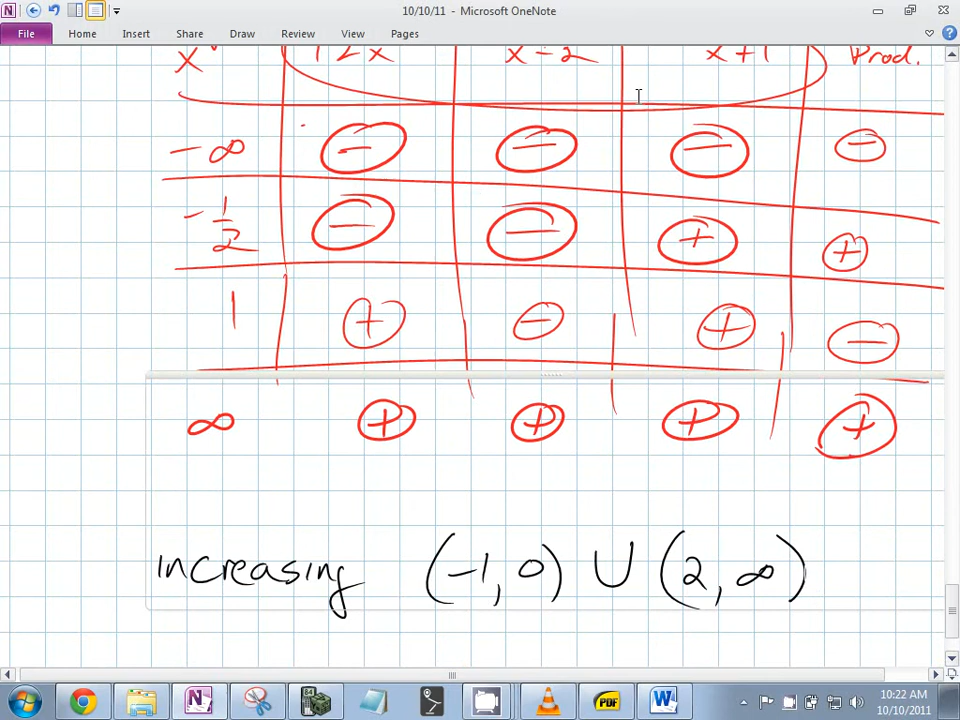 10/10/11 - Microsoft OneNote
File Home Insert Share Draw Review View Pages
x 12x x-2 x+1 Prod.
-∞ - - - -
-1/2 - - + +
1 + - + -
∞ + + + +
increasing (-1, 0) ∪ (2, ∞)
PDF W 10:22 AM
10/10/2011